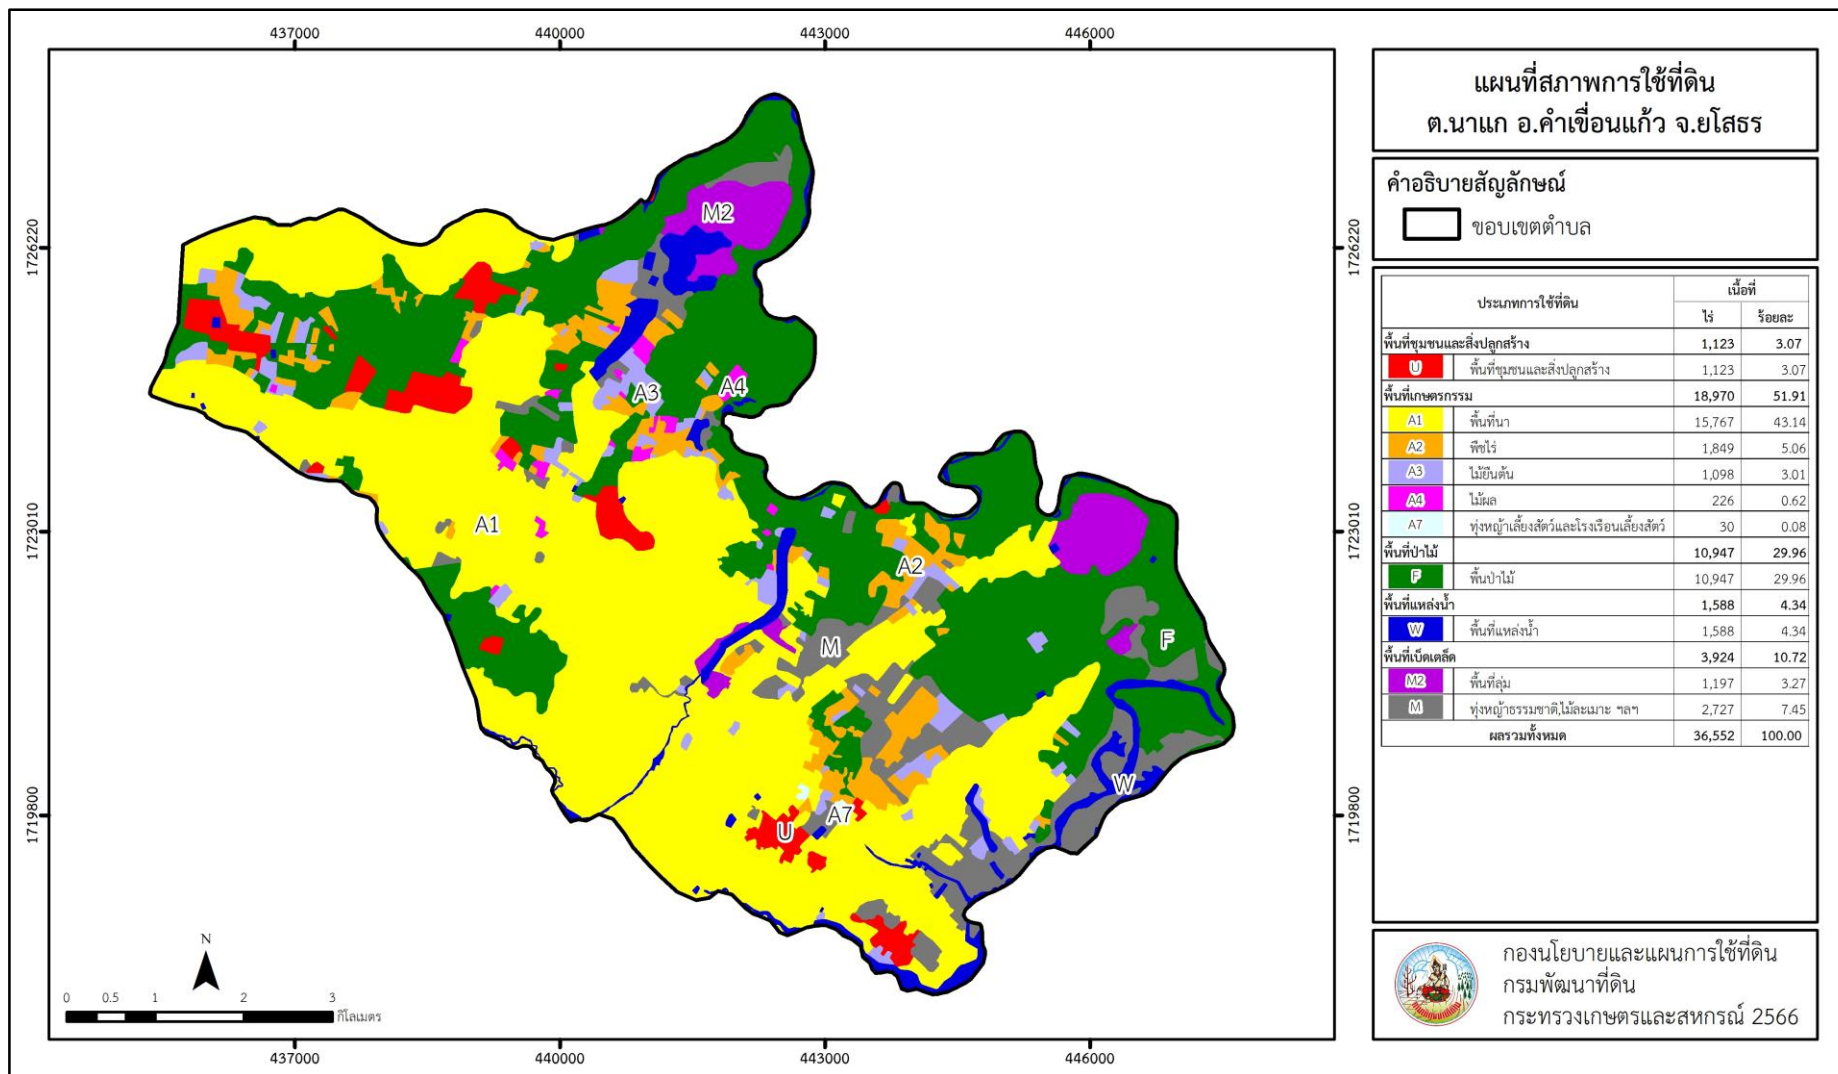 437000
440000
443000
446000
1726220
1723010
1719800
1726220
1723010
1719800
437000
440000
443000
446000
M2
A3
A4
A1
A2
M
F
W
A7
U
N
0 0.5 1 2 3
กิโลเมตร
แผนที่สภาพการใช้ที่ดิน
ต.นาแก อ.คำเขื่อนแก้ว จ.ยโสธร
คำอธิบายสัญลักษณ์
ขอบเขตตำบล
ประเภทการใช้ที่ดิน เนื้อที่
ไร่ ร้อยละ
พื้นที่ชุมชนและสิ่งปลูกสร้าง 1,123 3.07
U พื้นที่ชุมชนและสิ่งปลูกสร้าง 1,123 3.07
พื้นที่เกษตรกรรม 18,970 51.91
A1 พื้นที่นา 15,767 43.14
A2 พืชไร่ 1,849 5.06
A3 ไม้ยืนต้น 1,098 3.01
A4 ไม้ผล 226 0.62
A7 ทุ่งหญ้าเลี้ยงสัตว์และโรงเรือนเลี้ยงสัตว์ 30 0.08
พื้นที่ป่าไม้ 10,947 29.96
F พื้นป่าไม้ 10,947 29.96
พื้นที่แหล่งน้ำ 1,588 4.34
W พื้นที่แหล่งน้ำ 1,588 4.34
พื้นที่เบ็ดเตล็ด 3,924 10.72
M2 พื้นที่ลุ่ม 1,197 3.27
M ทุ่งหญ้าธรรมชาติ,ไม้ละเมาะ ฯลฯ 2,727 7.45
ผลรวมทั้งหมด 36,552 100.00
กองนโยบายและแผนการใช้ที่ดิน
กรมพัฒนาที่ดิน
กระทรวงเกษตรและสหกรณ์ 2566